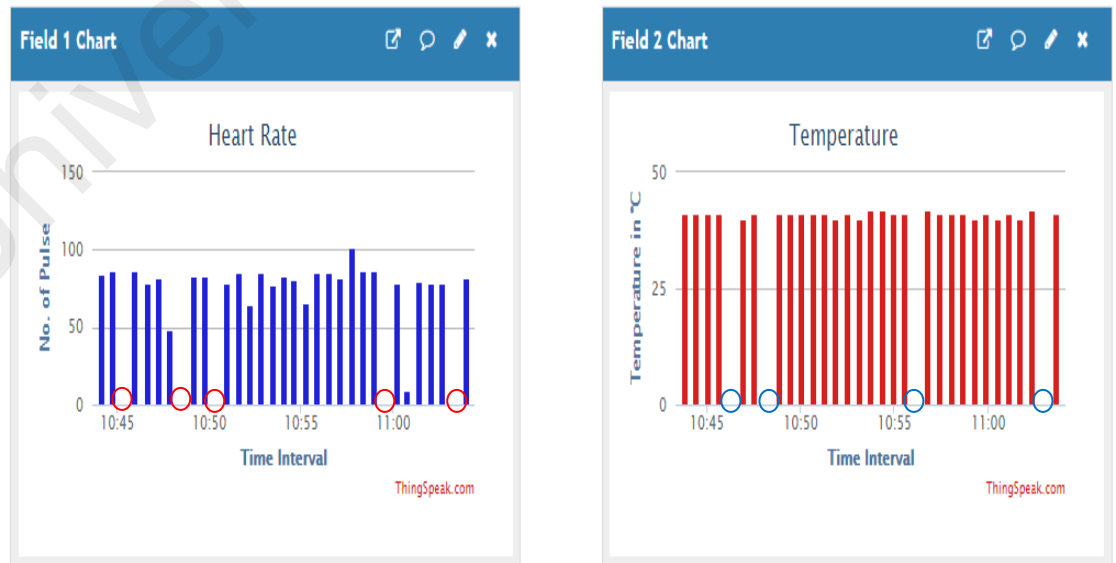 Field 1 Chart
Heart Rate
No. of Pulse
150
100
50
0
10:45 10:50 10:55 11:00
Time Interval
ThingSpeak.com
Field 2 Chart
Temperature
Temperature in °C
50
25
0
10:45 10:50 10:55 11:00
Time Interval
ThingSpeak.com